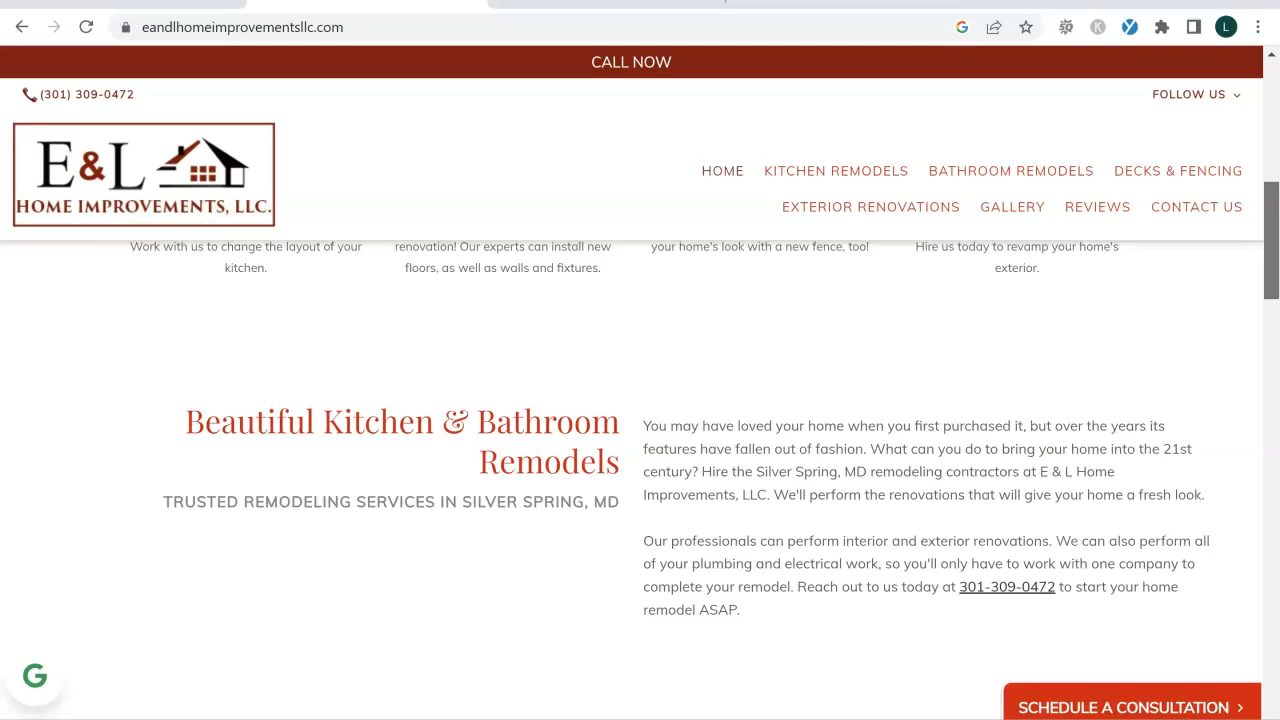 eandlhomeimprovementsllc.com
L
CALL NOW
(301) 309-0472
FOLLOW US
E&L
HOME IMPROVEMENTS, LLC.
HOME KITCHEN REMODELS BATHROOM REMODELS DECKS & FENCING
EXTERIOR RENOVATIONS GALLERY REVIEWS CONTACT US
Work with us to change the layout of your
kitchen.
renovation! Our experts can install new
floors, as well as walls and fixtures.
your home's look with a new fence, too!
Hire us today to revamp your home's
exterior.
Beautiful Kitchen & Bathroom
Remodels
TRUSTED REMODELING SERVICES IN SILVER SPRING, MD
You may have loved your home when you first purchased it, but over the years its
features have fallen out of fashion. What can you do to bring your home into the 21st
century? Hire the Silver Spring, MD remodeling contractors at E & L Home
Improvements, LLC. We'll perform the renovations that will give your home a fresh look.
Our professionals can perform interior and exterior renovations. We can also perform all
of your plumbing and electrical work, so you'll only have to work with one company to
complete your remodel. Reach out to us today at 301-309-0472 to start your home
remodel ASAP.
G
SCHEDULE A CONSULTATION